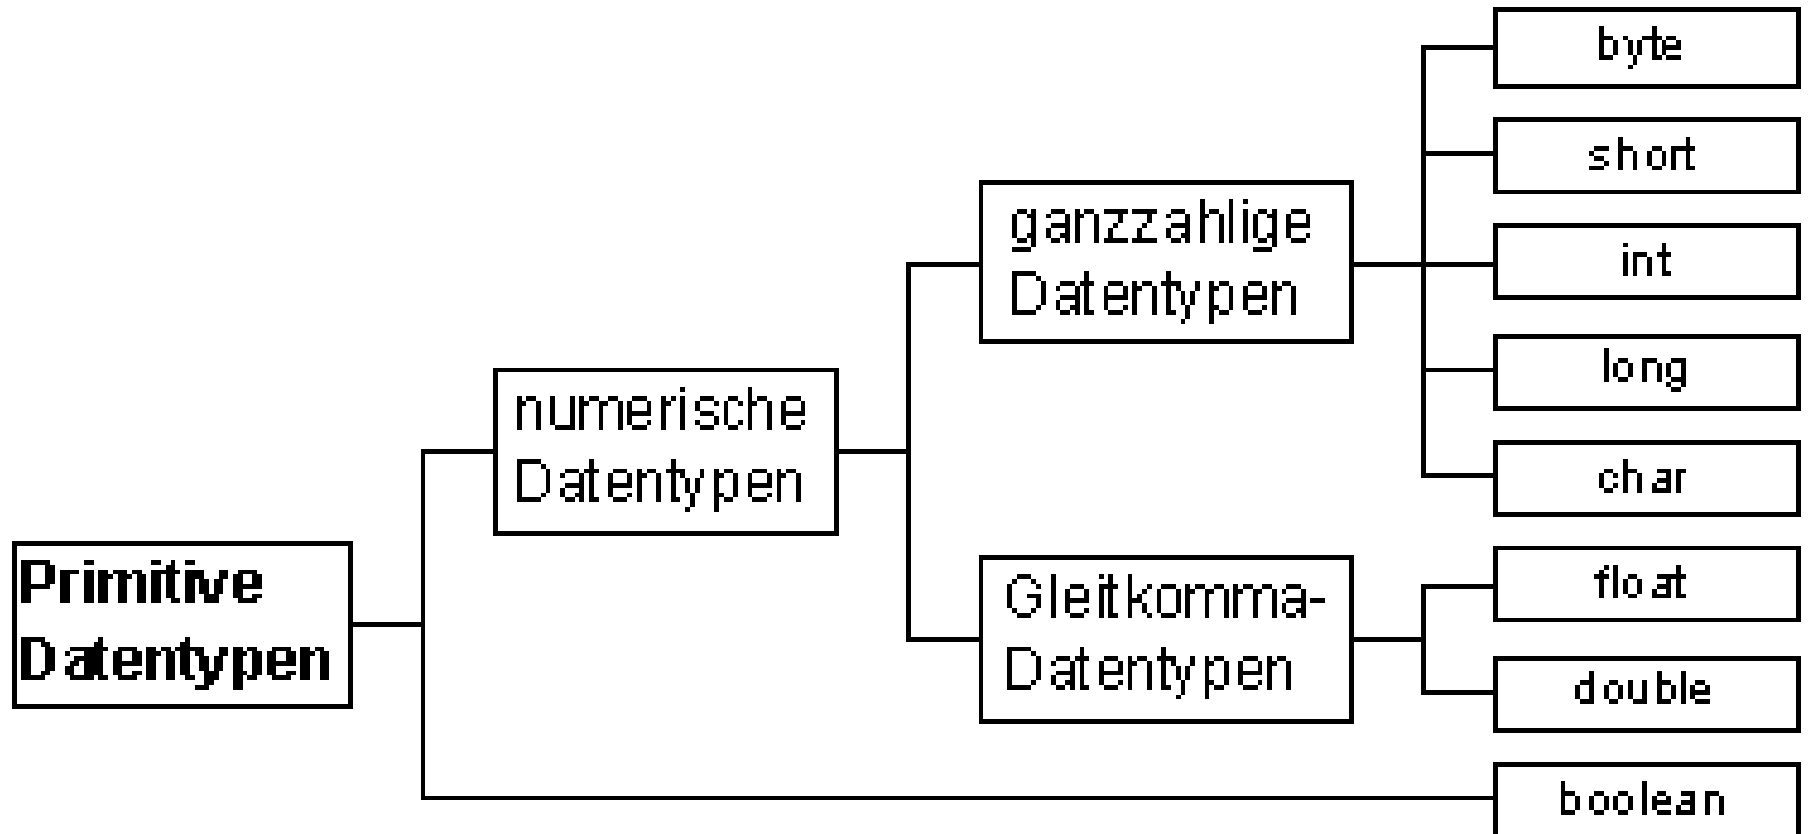 Primitive
Datentypen
numerische
Datentypen
ganzzahlige
Datentypen
Gleitkomma-
Datentypen
byte
short
int
long
char
float
double
boolean